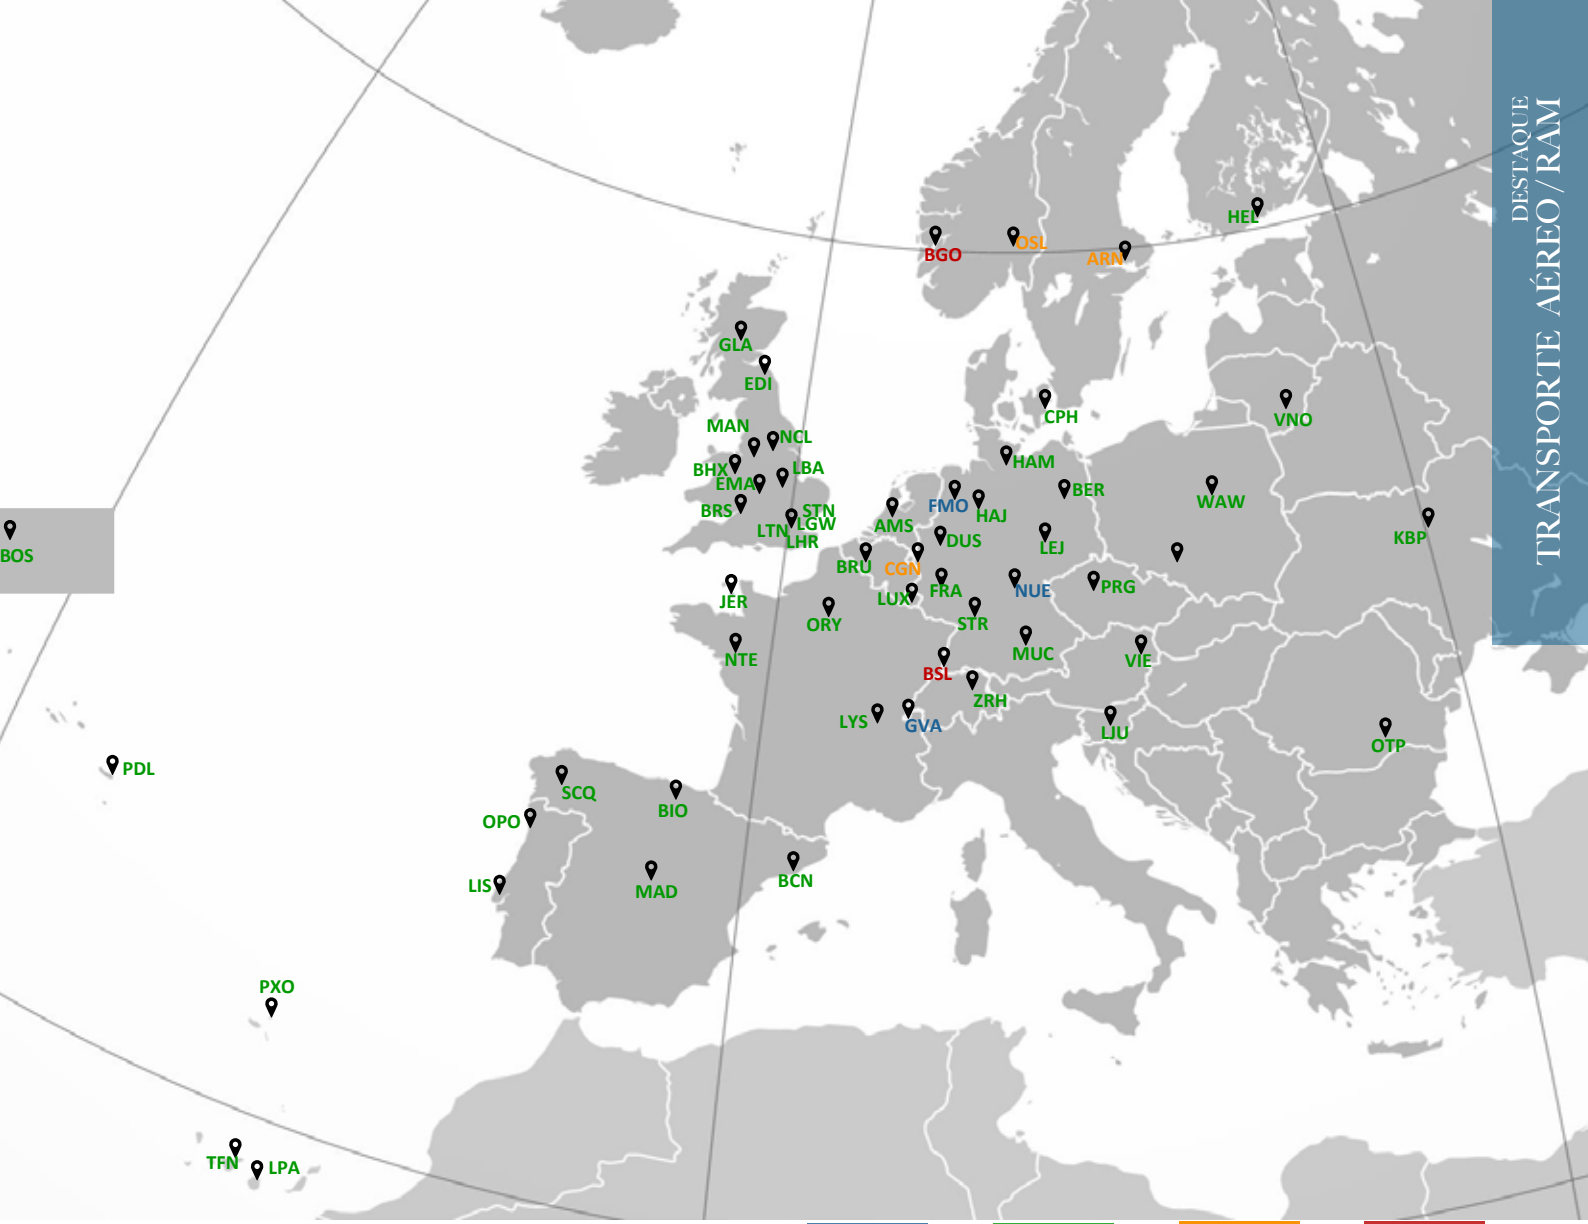 DESTAQUE
TRANSPORTE AÉREO/RAM
HEL
BGO
OSL
ARN
GLA
EDI
CPH
VNO
MAN
NCL
HAM
BHX
LBA
EMA
BER
WAW
BRS
STN
FMO
HAJ
AMS
LGW
LTN
LHR
KBP
BOS
DUS
LEJ
BRU
CGN
FRA
NUE
PRG
JER
LUX
ORY
STR
NTE
MUC
VIE
BSL
ZRH
LYS
GVA
LJU
OTP
PDL
SCQ
BIO
OPO
LIS
MAD
BCN
PXO
TFN
LPA